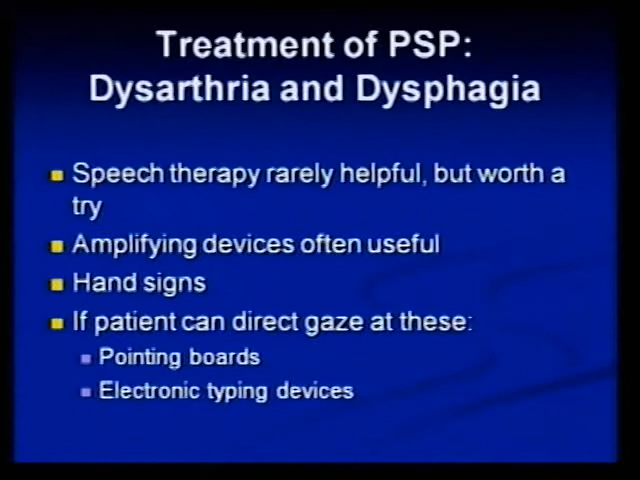 Treatment of PSP:
Dysarthria and Dysphagia
Speech therapy rarely helpful, but worth a
try
Amplifying devices often useful
Hand signs
If patient can direct gaze at these:
Pointing boards
Electronic typing devices